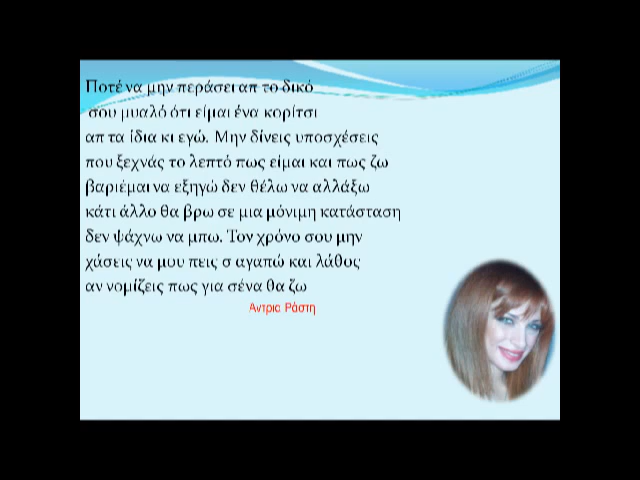 Ποτέ να μην περάσει απ το δικό
σου μυαλό ότι είμαι ένα κορίτσι
απ τα ίδια κι εγώ. Μην δίνεις υποσχέσεις
που ξεχνάς το λεπτό πως είμαι και πως ζω
βαριέμαι να εξηγώ δεν θέλω να αλλάξω
κάτι άλλο θα βρω σε μια μόνιμη κατάσταση
δεν ψάχνω να μπω. Τον χρόνο σου μην
χάσεις να μου πεις σ αγαπώ και λάθος
αν νομίζεις πως για σένα θα ζω
Άντρια Ράστη